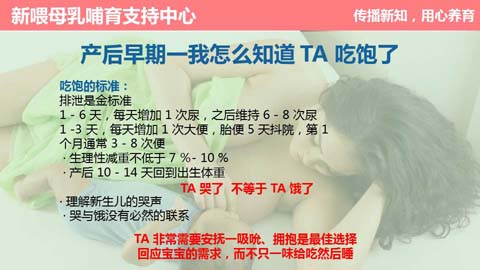 新喂母乳哺育支持中心
传播新知，用心养育
产后早期一我怎么知道 TA 吃饱了
吃饱的标准：
排泄是金标准
1 - 6 天，每天增加 1 次尿，之后维持 6 - 8 次尿
1 -3 天，每天增加 1 次大便，胎便 5 天抖院，第 1
个月通常 3 - 8 次便
· 生理性减重不低于 7 %- 10 %
· 产后 10 - 14 天回到出生体重
TA 哭了 不等于 TA 饿了
· 理解新生儿的哭声
· 哭与饿没有必然的联系
TA 非常需要安抚一吸吮、拥抱是最佳选择
回应宝宝的需求，而不只一味给吃然后睡